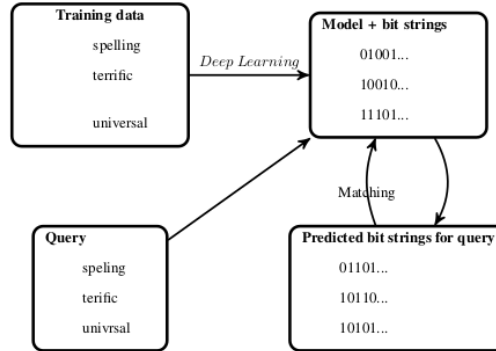 Training data
spelling
terrific
universal
Deep Learning
Model + bit strings
01001...
10010...
11101...
Matching
Query
speling
terific
univrsal
Predicted bit strings for query
01101...
10110...
10101...